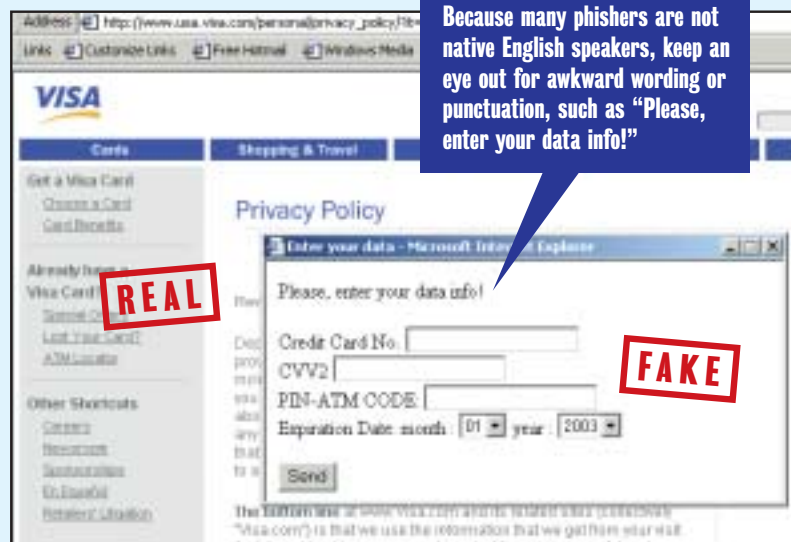 Address http://www.usa.visa.com/personal/privacy_policy/?it=
Because many phishers are not
native English speakers, keep an
eye out for awkward wording or
punctuation, such as “Please,
enter your data info!”
Links Customize Links Free Hotmail Windows Media
VISA
Cards Shopping & Travel
Get a Visa Card
Choose a Card
Card Benefits
Privacy Policy
Enter your data - Microsoft Internet Explorer
Already have a
Visa Card?
REAL
Please, enter your data info!
Lost Your Card?
ATM Locator
Credit Card No.
CVV2
FAKE
PIN-ATM CODE
Expiration Date: month : 01 year : 2003
Other Shortcuts
Careers
Newsroom
Sponsorships
En Español
Retailers' Litigation
Send
The bottom line at www.visa.com and its related sites (collectively
"Visa.com") is that we use the information that we get from your visit